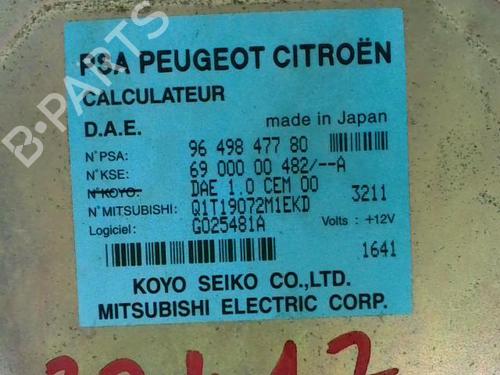 PSA PEUGEOT CITROËN
CALCULATEUR
D.A.E. made in Japan
N°PSA: 96 498 477 80
N°KSE: 69 000 00 482/--A
N°KOYO: DAE 1.0 CEM 00 3211
N°MITSUBISHI: Q1T19072M1EKD
Logiciel: G025481A Volts : +12V
1641
KOYO SEIKO CO.,LTD.
MITSUBISHI ELECTRIC CORP.
B-PARTS